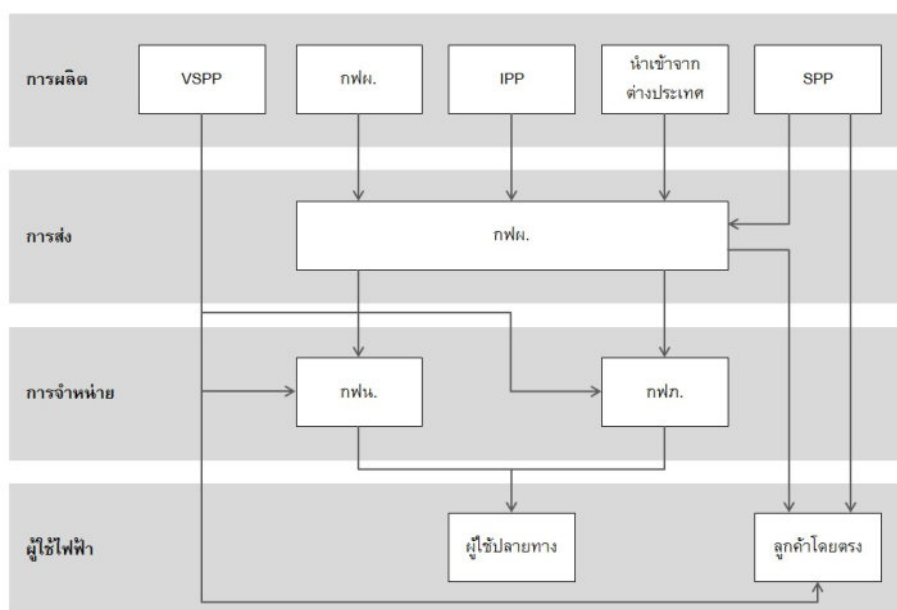 การผลิต
VSPP
กฟผ.
IPP
นำเข้าจาก
ต่างประเทศ
SPP
การส่ง
กฟผ.
การจำหน่าย
กฟน.
กฟภ.
ผู้ใช้ไฟฟ้า
ผู้ใช้ปลายทาง
ลูกค้าโดยตรง